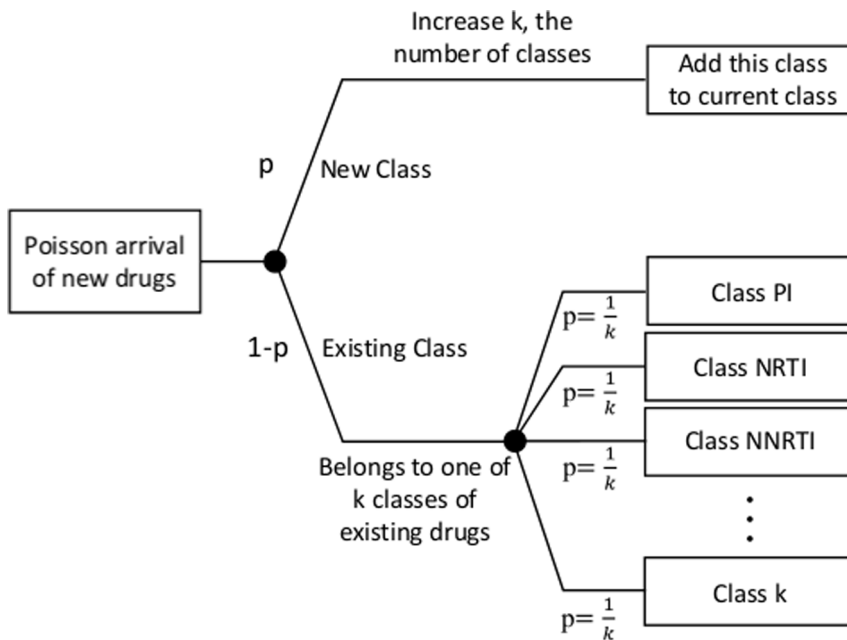 Increase k, the
number of classes
Add this class
to current class
p
New Class
Poisson arrival
of new drugs
1-p
Existing Class
Belongs to one of
k classes of
existing drugs
p= 1/k
Class PI
p= 1/k
Class NRTI
p= 1/k
Class NNRTI
⋮
p= 1/k
Class k